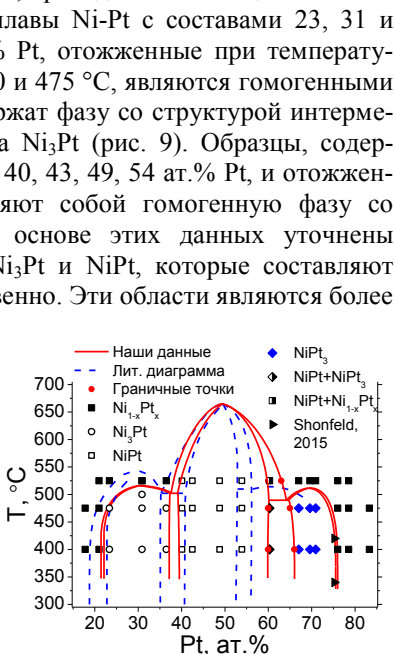 лавы Ni-Pt с составами 23, 31 и
% Pt, отожженные при температу-
0 и 475 °C, являются гомогенными
ержат фазу со структурой интерме-
а Ni₃Pt (рис. 9). Образцы, содер-
40, 43, 49, 54 ат.% Pt, и отожжен-
яют собой гомогенную фазу со
основе этих данных уточнены
Ni₃Pt и NiPt, которые составляют
венно. Эти области являются более
Наши данные
Лит. диаграмма
Граничные точки
Ni₁₋ₓPtₓ
Ni₃Pt
NiPt
NiPt₃
NiPt+NiPt₃
NiPt+Ni₁₋ₓPtₓ
Shonfeld,
2015
T, °C
700
650
600
550
500
450
400
350
300
20 30 40 50 60 70 80
Pt, ат.%